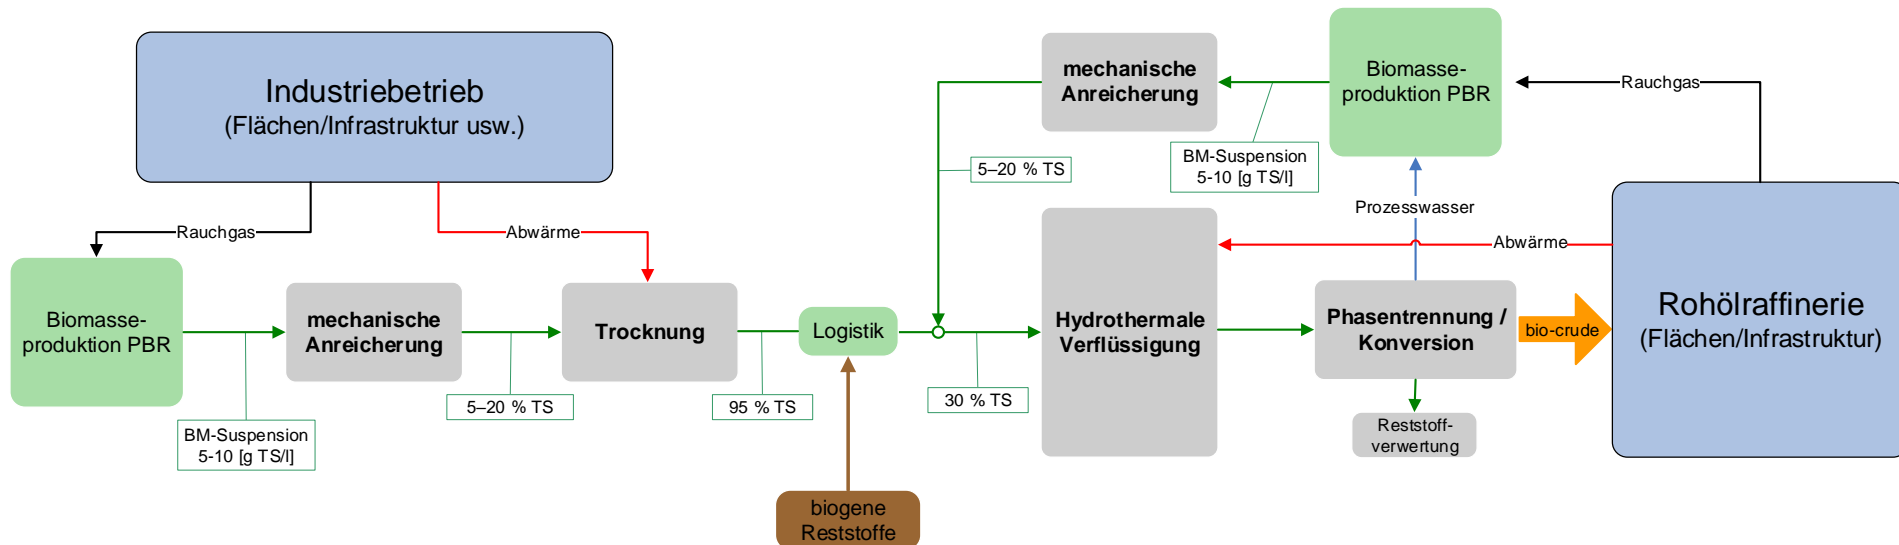 Industriebetrieb
(Flächen/Infrastruktur usw.)
Rauchgas
Abwärme
Biomasse-
produktion PBR
mechanische
Anreicherung
Trocknung
Logistik
BM-Suspension
5-10 [g TS/l]
5–20 % TS
95 % TS
biogene
Reststoffe
mechanische
Anreicherung
Biomasse-
produktion PBR
Rauchgas
5–20 % TS
BM-Suspension
5-10 [g TS/l]
Prozesswasser
Abwärme
Hydrothermale
Verflüssigung
30 % TS
Phasentrennung /
Konversion
bio-crude
Rohölraffinerie
(Flächen/Infrastruktur)
Reststoff-
verwertung